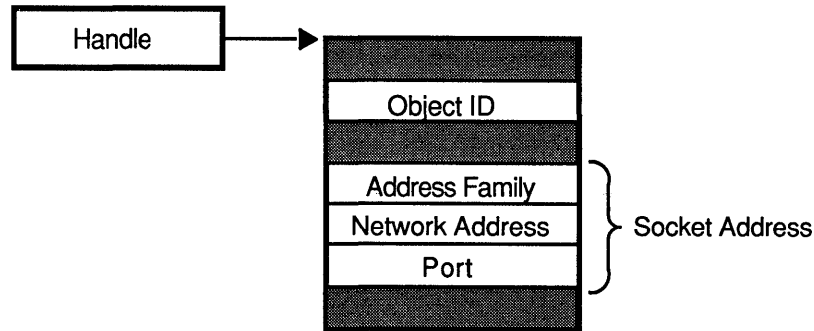 Handle
Object ID
Address Family
Network Address
Port
Socket Address